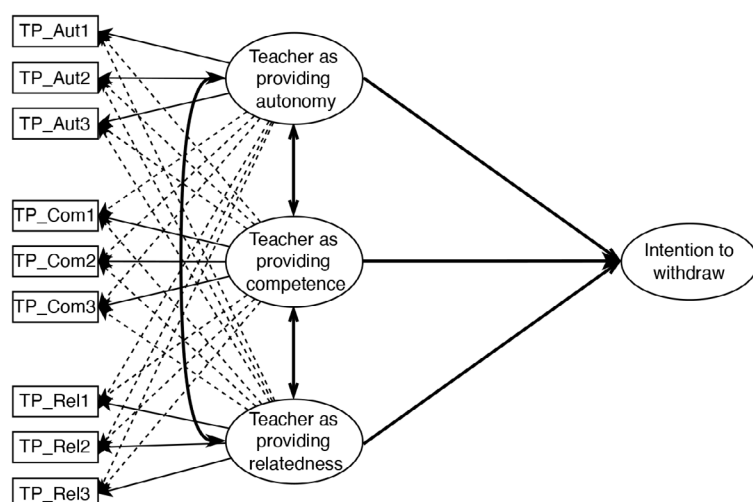 TP_Aut1
TP_Aut2
TP_Aut3
TP_Com1
TP_Com2
TP_Com3
TP_Rel1
TP_Rel2
TP_Rel3
Teacher as
providing
autonomy
Teacher as
providing
competence
Teacher as
providing
relatedness
Intention to
withdraw